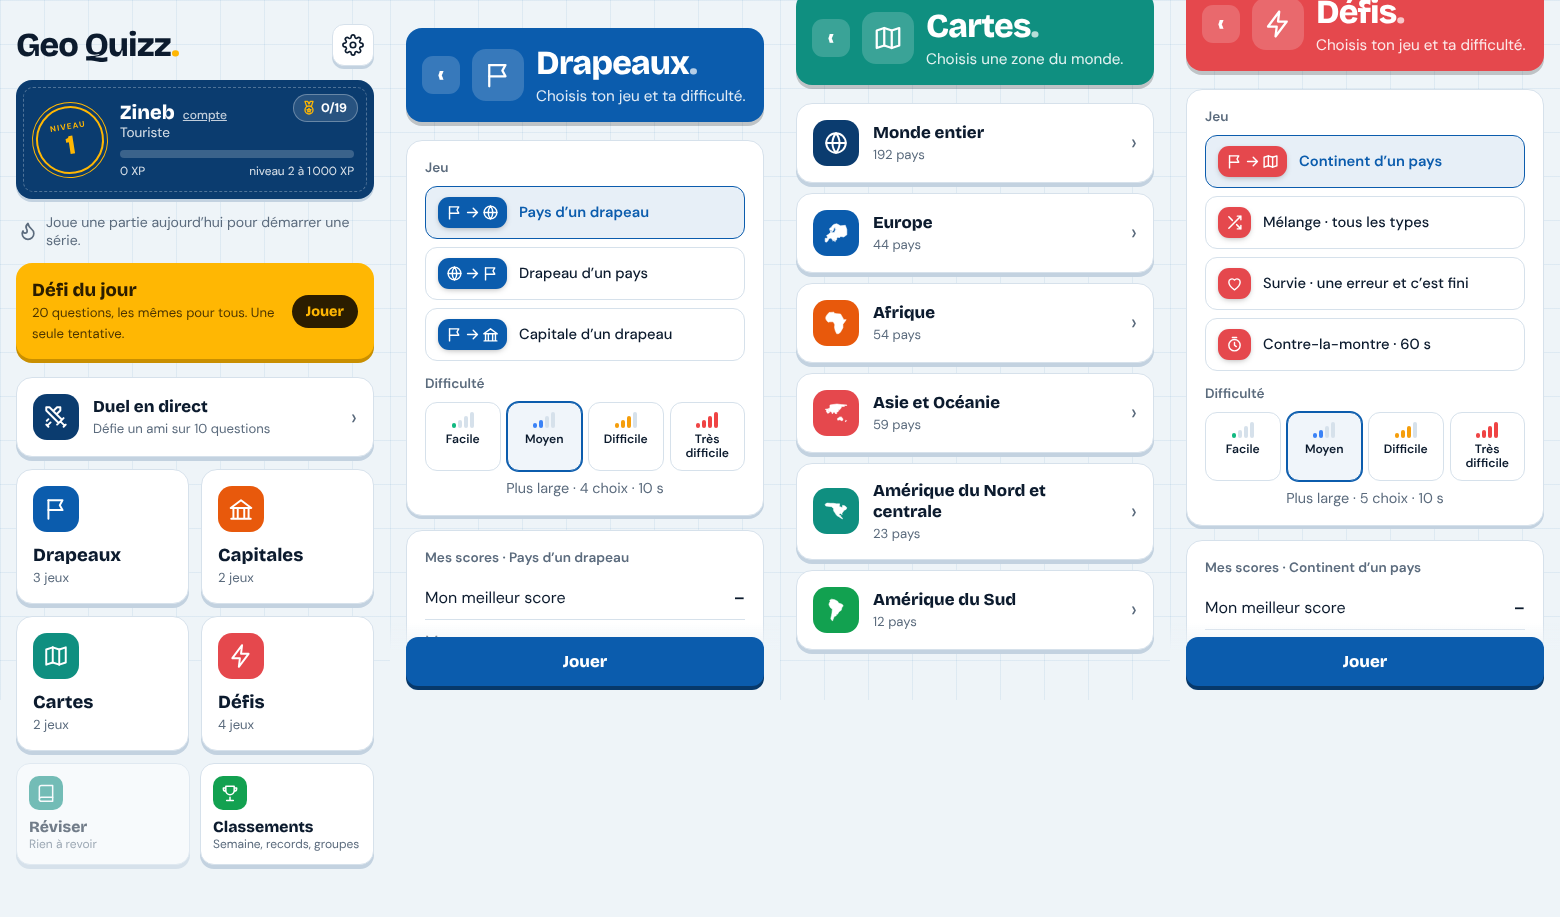 Geo Quizz.
NIVEAU
1
Zineb compte
0/19
Touriste
0 XP
niveau 2 à 1 000 XP
Joue une partie aujourd’hui pour démarrer une
série.
Défi du jour
20 questions, les mêmes pour tous. Une
seule tentative.
Jouer
Duel en direct
Défie un ami sur 10 questions
›
Drapeaux
3 jeux
Capitales
2 jeux
Cartes
2 jeux
Défis
4 jeux
Réviser
Rien à revoir
Classements
Semaine, records, groupes
‹
Drapeaux.
Choisis ton jeu et ta difficulté.
Jeu
Pays d’un drapeau
Drapeau d’un pays
Capitale d’un drapeau
Difficulté
Facile
Moyen
Difficile
Très
difficile
Plus large · 4 choix · 10 s
Mes scores · Pays d’un drapeau
Mon meilleur score
–
Jouer
‹
Cartes.
Choisis une zone du monde.
Monde entier
192 pays
›
Europe
44 pays
›
Afrique
54 pays
›
Asie et Océanie
59 pays
›
Amérique du Nord et
centrale
23 pays
›
Amérique du Sud
12 pays
›
‹
Défis.
Choisis ton jeu et ta difficulté.
Jeu
Continent d’un pays
Mélange · tous les types
Survie · une erreur et c’est fini
Contre-la-montre · 60 s
Difficulté
Facile
Moyen
Difficile
Très
difficile
Plus large · 5 choix · 10 s
Mes scores · Continent d’un pays
Mon meilleur score
–
Jouer